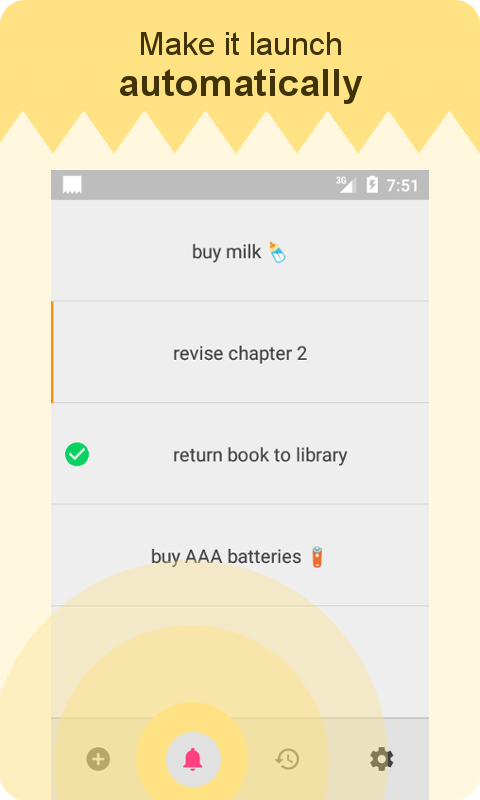 Make it launch
automatically
3G 7:51
buy milk 🍼
revise chapter 2
return book to library
buy AAA batteries 🔋